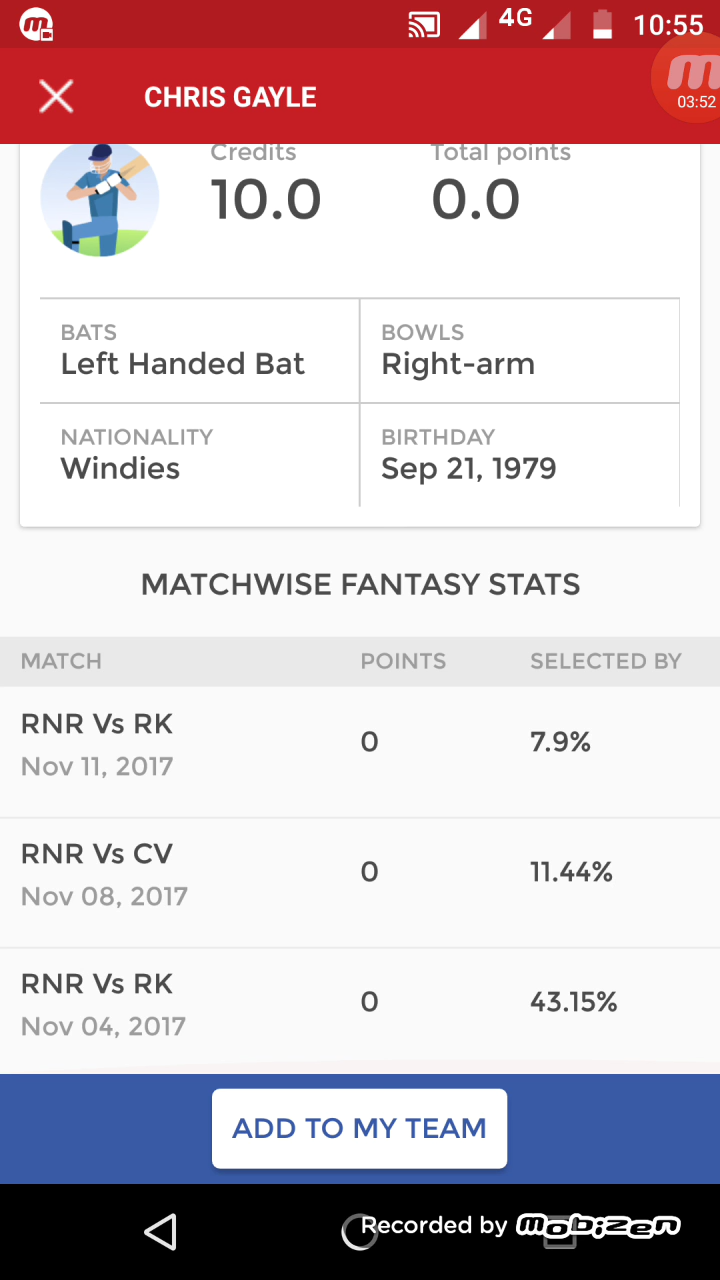 4G 10:55
CHRIS GAYLE
03:52
Credits Total points
10.0 0.0
BATS BOWLS
Left Handed Bat Right-arm
NATIONALITY BIRTHDAY
Windies Sep 21, 1979
MATCHWISE FANTASY STATS
MATCH POINTS SELECTED BY
RNR Vs RK 0 7.9%
Nov 11, 2017
RNR Vs CV 0 11.44%
Nov 08, 2017
RNR Vs RK 0 43.15%
Nov 04, 2017
ADD TO MY TEAM
Recorded by mobizen